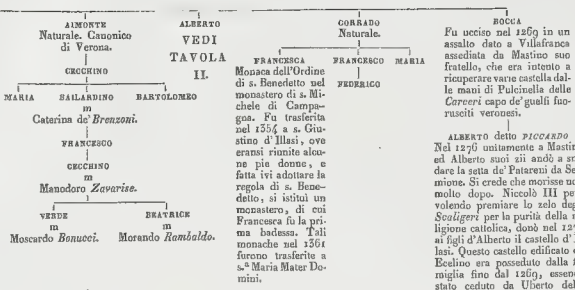 AIMONTE
Naturale. Canonico
di Verona.
CECCHINO
MARIA BAILARDINO BARTOLOMEO
m
Caterina de' Brenzoni.
FRANCESCO
CECCHINO
m
Manodoro Zavarise.
VERDE BEATRICE
m m
Moscardo Banucci. Morando Rambaldo.
ALBERTO
VEDI
TAVOLA
II.
CORRADO
Naturale.
FRANCESCA FRANCESCO MARIA
Monaca dell'Ordine
di s. Benedetto nel
monastero di s. Mi-
chele di Campa-
gna. Fu trasferita
nel 1354 a s. Giu-
stino d'Illasi, ove
eransi riunite alcu-
ne pie donne, e
fatta ivi adottare la
regola di s. Bene-
detto, si istituì un
monastero, di cui
Francesca fu la pri-
ma badessa. Tali
monache nel 1361
furono trasferite a
s.ª Maria Mater Do-
mini.
FEDERICO
BOCCA
Fu ucciso nel 1269 in un
assalto dato a Villafranca
assediata da Mastino suo
fratello, che era intento a
ricuperare varie castella dal-
le mani di Pulcinella delle
Carceri capo de' guelfi fuo-
rusciti veronesi.
ALBERTO detto PICCARDO
Nel 1276 unitamente a Mastin
ed Alberto suoi zii andò a
dare la setta de' Patareni da Se
mione. Si crede che morisse
molto dopo. Niccolò III pe
volendo premiare lo zelo deg
Scaligeri per la purità della
ligione cattolica, donò nel 12
ai figli d'Alberto il castello d'
lasi. Questo castello edificato
Ecelino era posseduto dalla
miglia fino dal 1269, essen
stato ceduto da Uberto dal